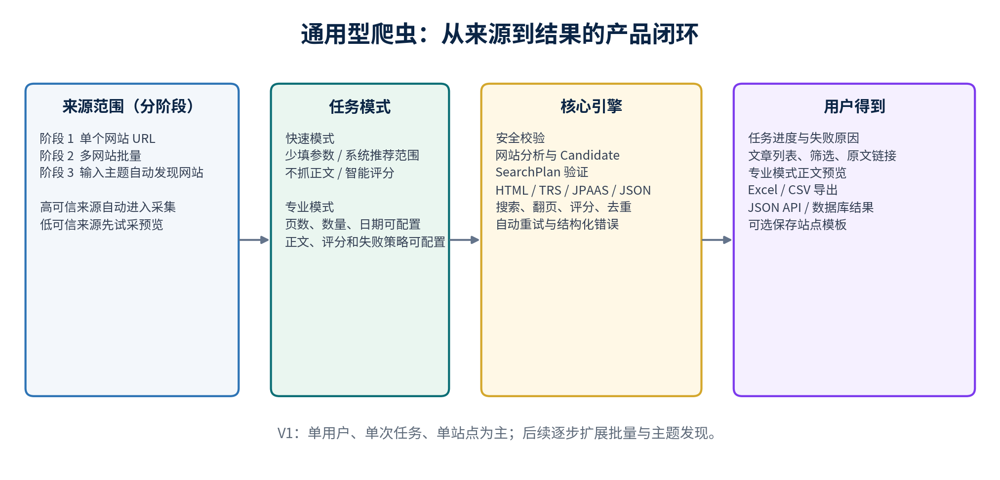 通用型爬虫：从来源到结果的产品闭环
来源范围（分阶段）
阶段 1  单个网站 URL
阶段 2  多网站批量
阶段 3  输入主题自动发现网站
高可信来源自动进入采集
低可信来源先试采预览
任务模式
快速模式
少填参数 / 系统推荐范围
不抓正文 / 智能评分
专业模式
页数、数量、日期可配置
正文、评分和失败策略可配置
核心引擎
安全校验
网站分析与 Candidate
SearchPlan 验证
HTML / TRS / JPAAS / JSON
搜索、翻页、评分、去重
自动重试与结构化错误
用户得到
任务进度与失败原因
文章列表、筛选、原文链接
专业模式正文预览
Excel / CSV 导出
JSON API / 数据库结果
可选保存站点模板
V1：单用户、单次任务、单站点为主；后续逐步扩展批量与主题发现。